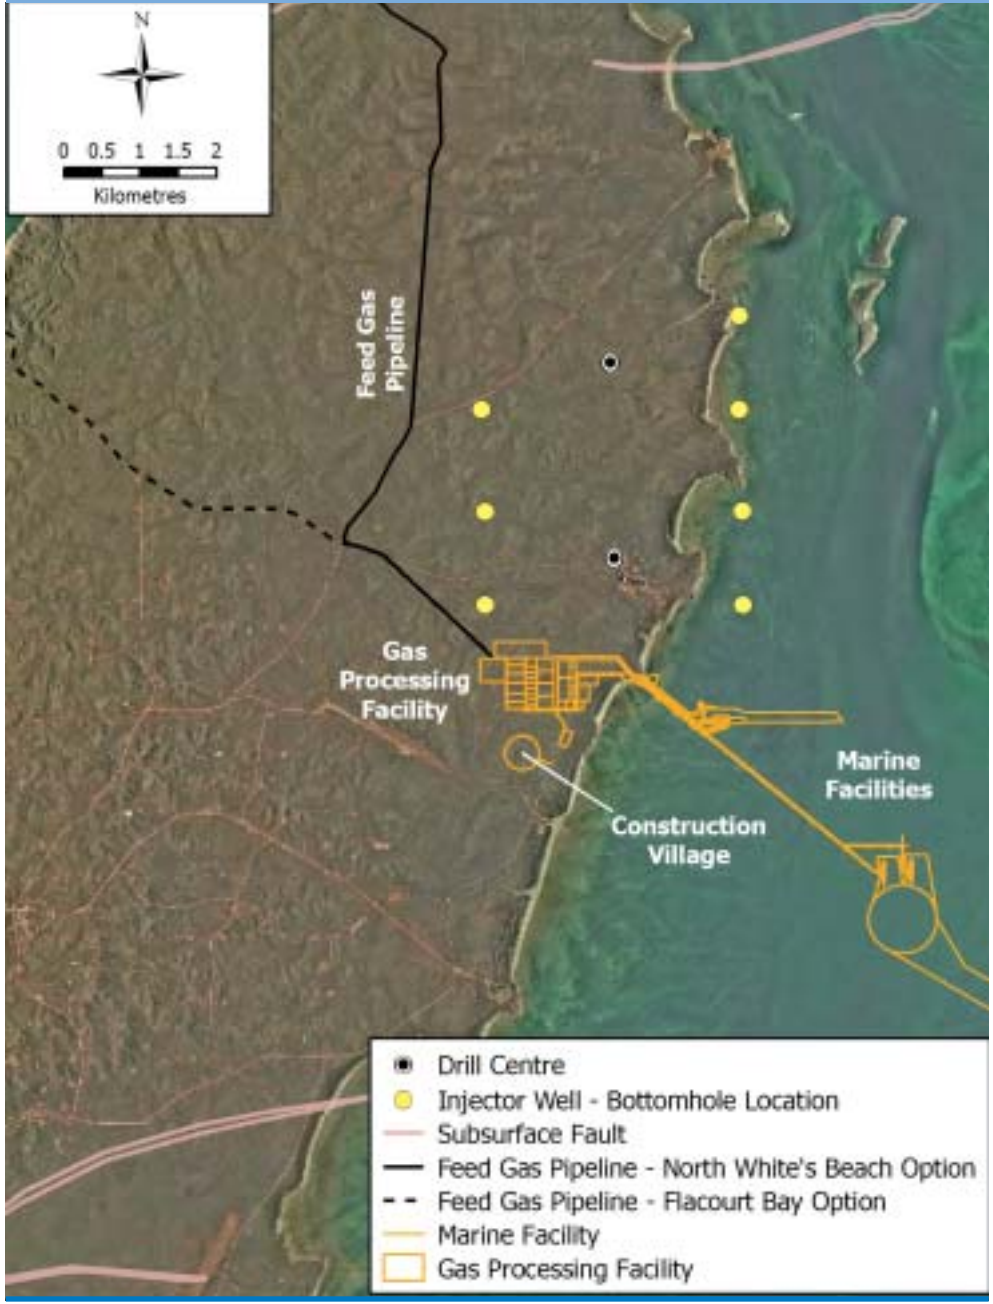 N
0 0.5 1 1.5 2
Kilometres
Feed Gas
Pipeline
Gas
Processing
Facility
Marine
Facilities
Construction
Village
Drill Centre
Injector Well - Bottomhole Location
Subsurface Fault
Feed Gas Pipeline - North White's Beach Option
Feed Gas Pipeline - Flacourt Bay Option
Marine Facility
Gas Processing Facility